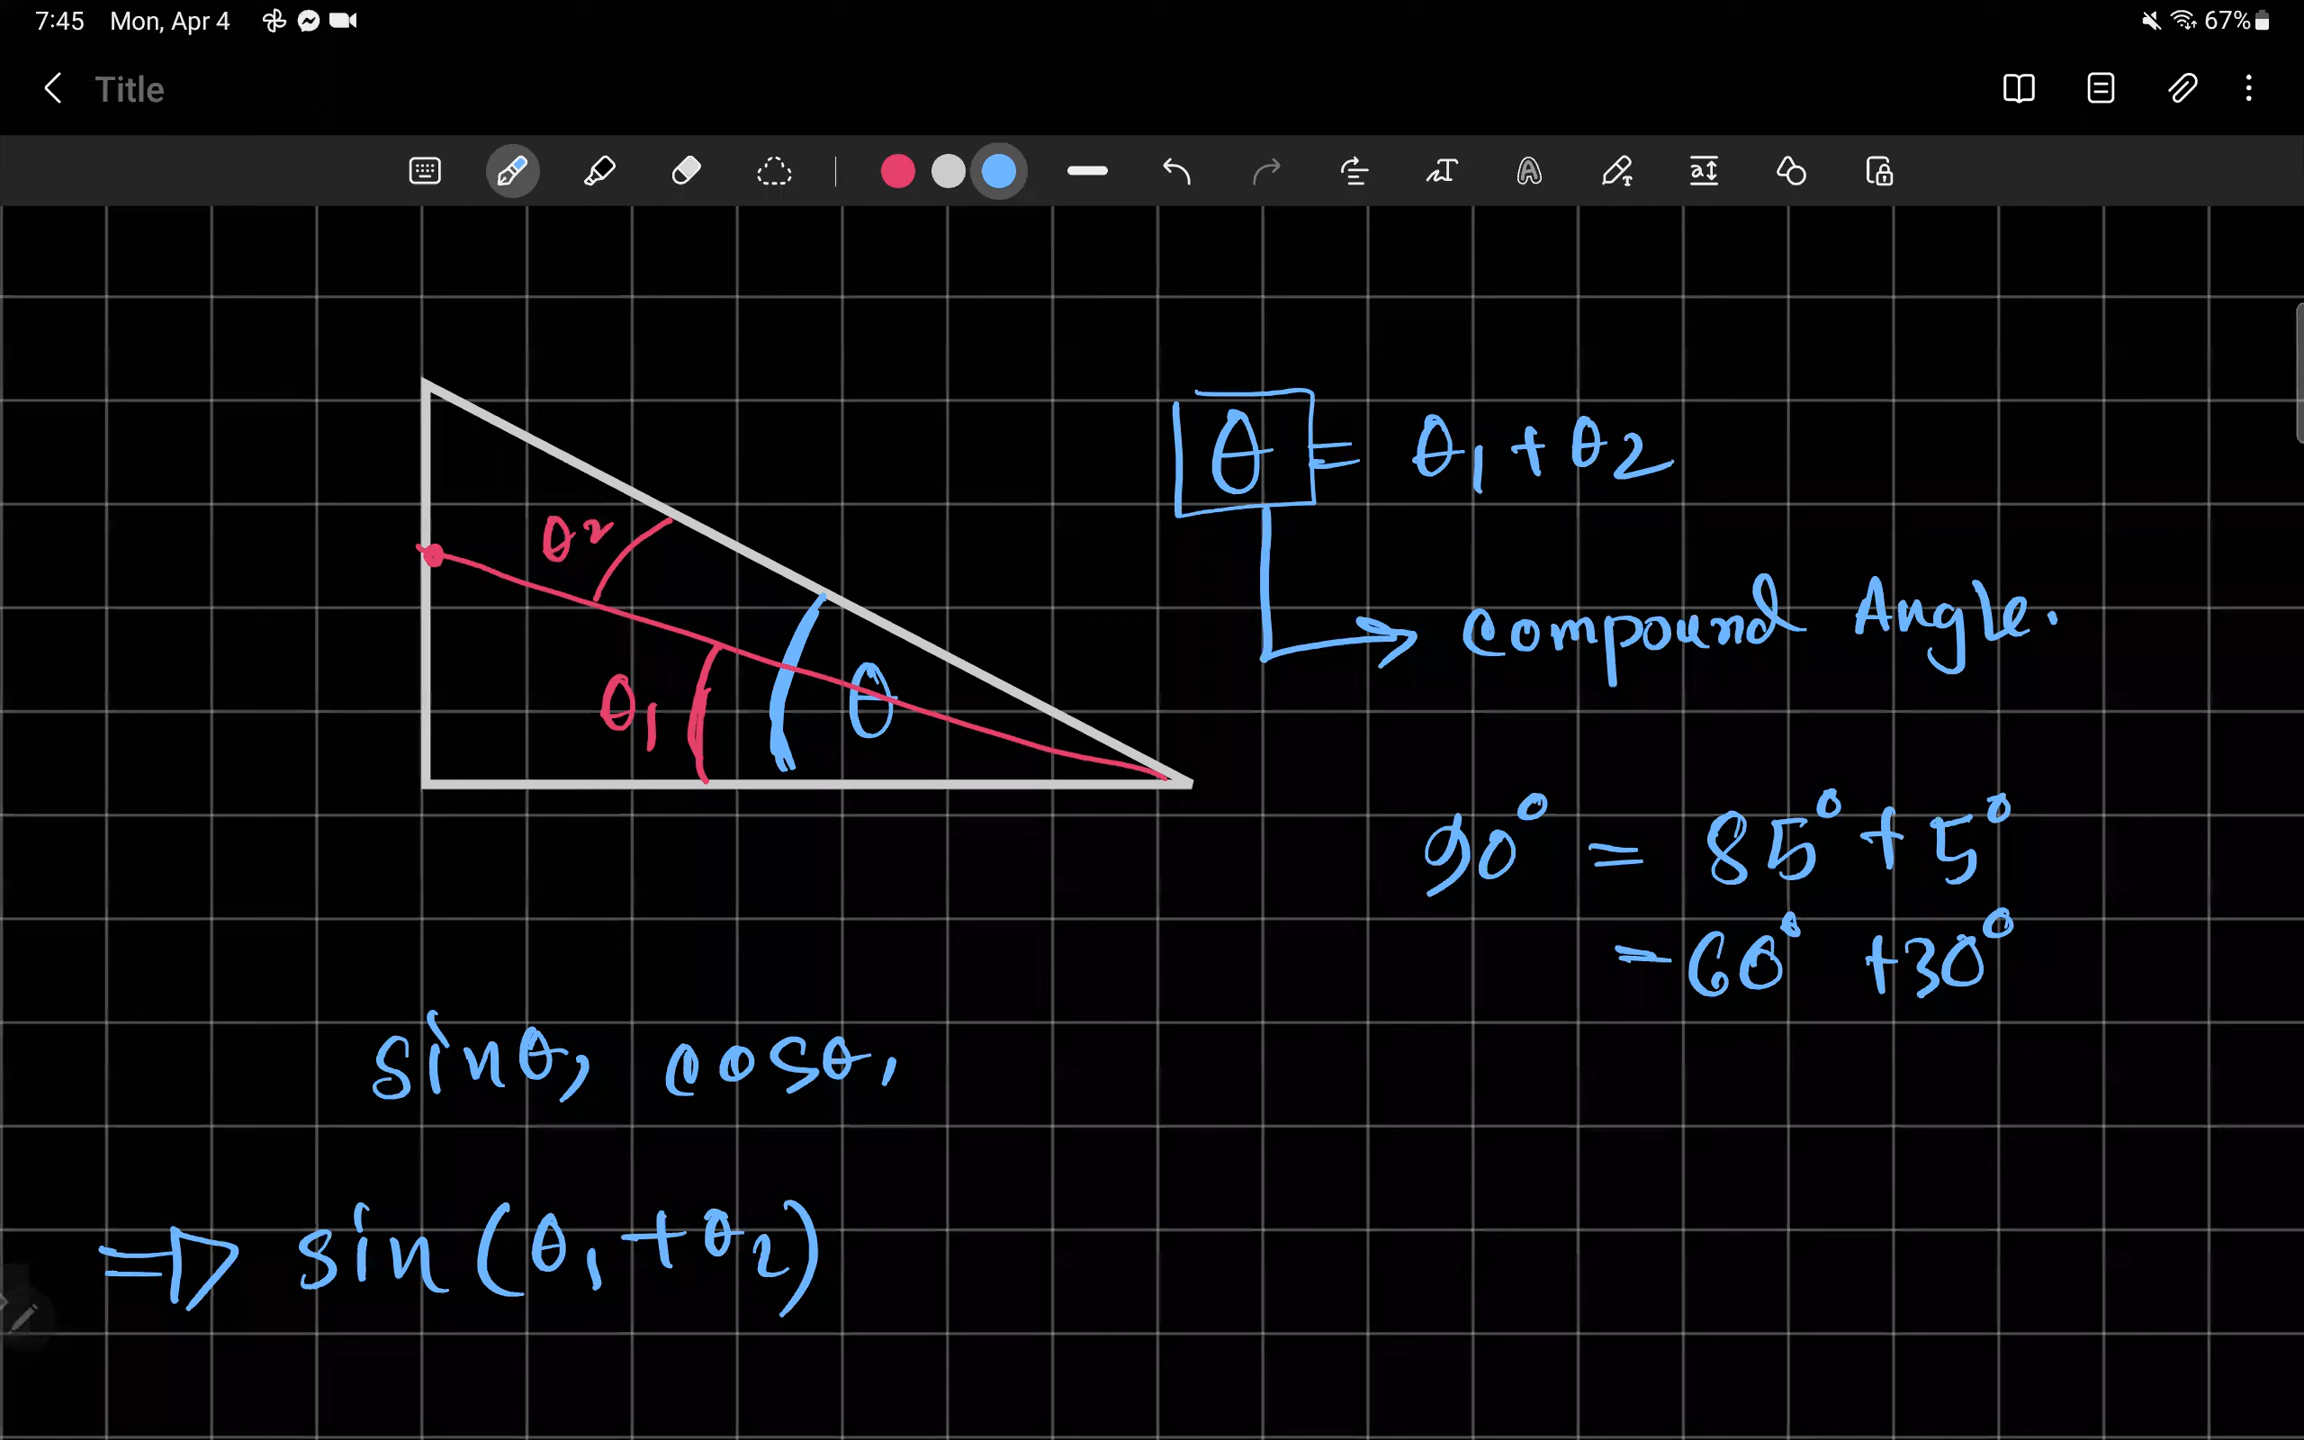 7:45 Mon, Apr 4 67%
Title
θ = θ1 + θ2
θ2
θ1
θ
Compound Angle.
90° = 85° + 5°
= 60° + 30°
sinθ, cosθ,
⇒ sin(θ1 + θ2)